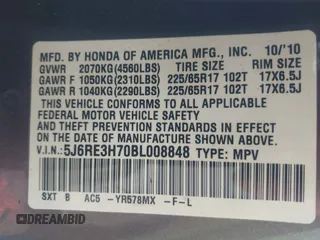 MFD. BY HONDA OF AMERICA MFG., INC. 10/'10
GVWR 2070KG(4560LBS) TIRE SIZE RIM SIZE
GAWR F 1050KG(2310LBS) 225/65R17 102T 17X6.5J
GAWR R 1040KG(2290LBS) 225/65R17 102T 17X6.5J
THIS VEHICLE CONFORMS TO ALL APPLICABLE
FEDERAL MOTOR VEHICLE SAFETY STANDARDS IN EFFECT
ON THE DATE OF MANUFACTURE SHOWN ABOVE.
V.I.N.: 5J6RE3H70BL008848 TYPE: MPV
SXT B AC5 -YR578MX -F-L
DREAMBID